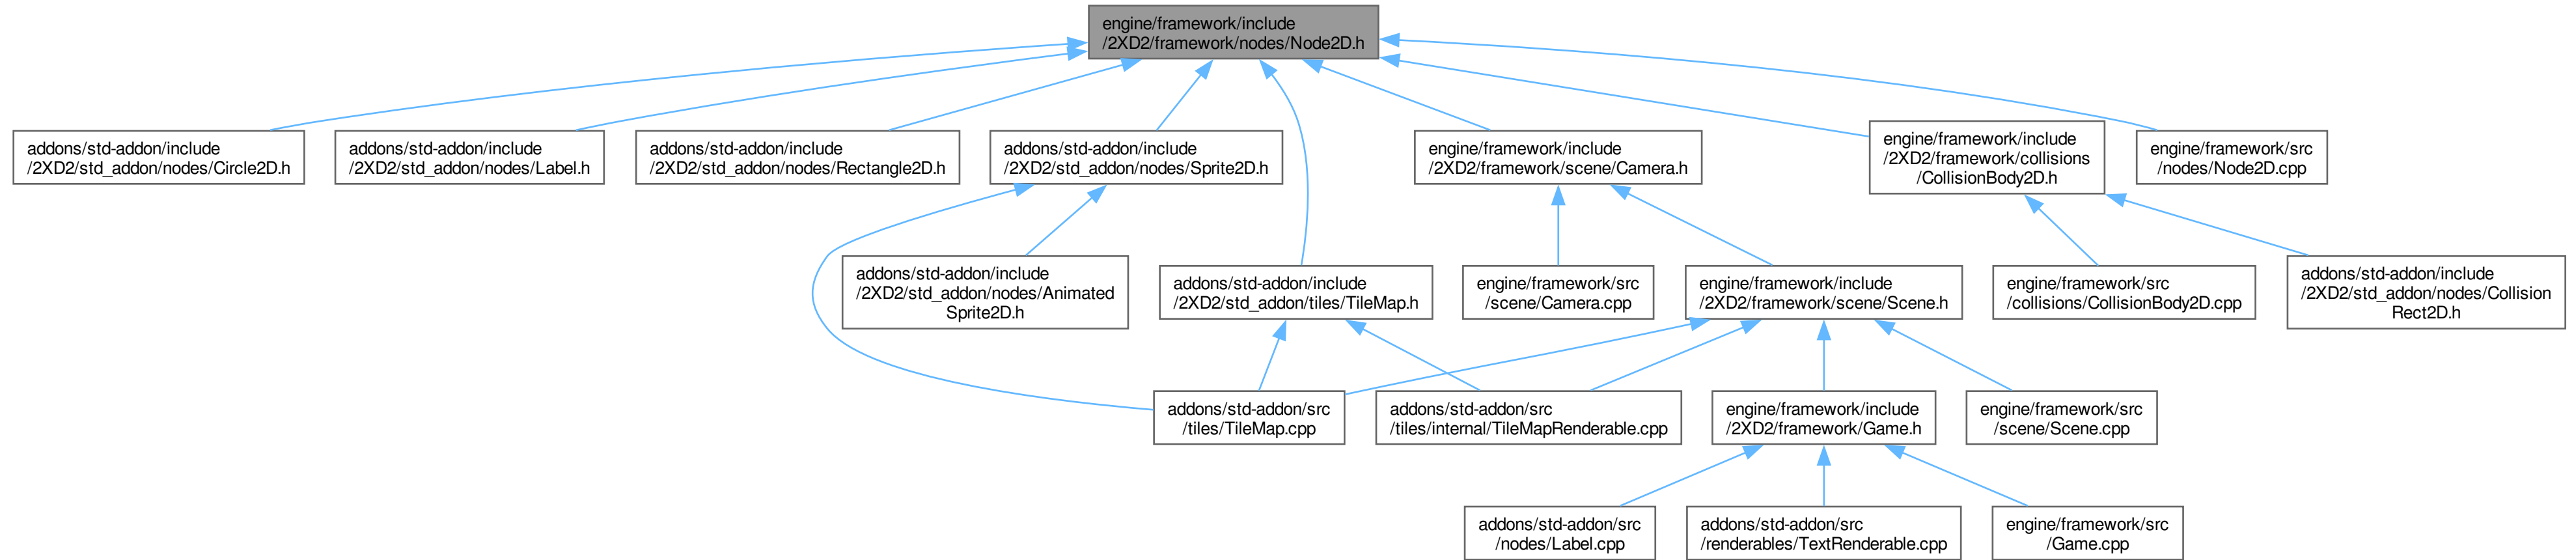 engine/framework/include
/2XD2/framework/nodes/Node2D.h
addons/std-addon/include
/2XD2/std_addon/nodes/Circle2D.h
addons/std-addon/include
/2XD2/std_addon/nodes/Label.h
addons/std-addon/include
/2XD2/std_addon/nodes/Rectangle2D.h
addons/std-addon/include
/2XD2/std_addon/nodes/Sprite2D.h
engine/framework/include
/2XD2/framework/scene/Camera.h
engine/framework/include
/2XD2/framework/collisions
/CollisionBody2D.h
engine/framework/src
/nodes/Node2D.cpp
addons/std-addon/include
/2XD2/std_addon/nodes/Animated
Sprite2D.h
addons/std-addon/include
/2XD2/std_addon/tiles/TileMap.h
engine/framework/src
/scene/Camera.cpp
engine/framework/include
/2XD2/framework/scene/Scene.h
engine/framework/src
/collisions/CollisionBody2D.cpp
addons/std-addon/include
/2XD2/std_addon/nodes/Collision
Rect2D.h
addons/std-addon/src
/tiles/TileMap.cpp
addons/std-addon/src
/tiles/internal/TileMapRenderable.cpp
engine/framework/include
/2XD2/framework/Game.h
engine/framework/src
/scene/Scene.cpp
addons/std-addon/src
/nodes/Label.cpp
addons/std-addon/src
/renderables/TextRenderable.cpp
engine/framework/src
/Game.cpp